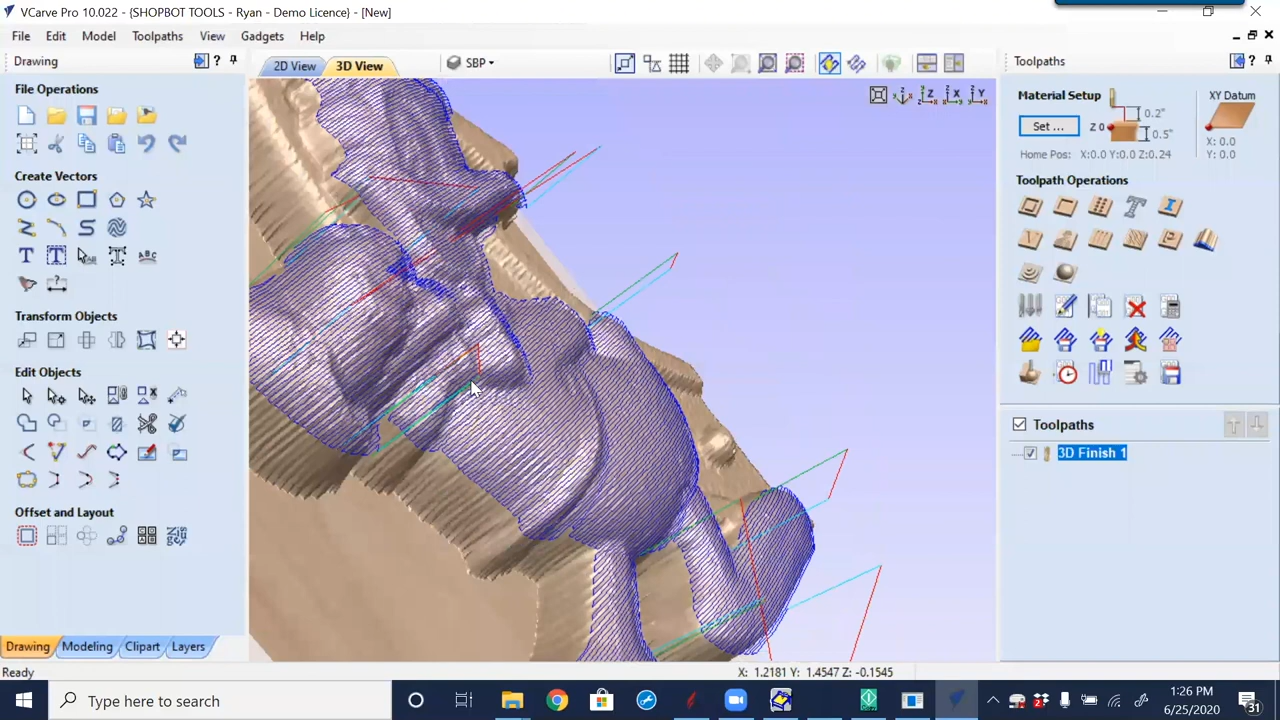 VCarve Pro 10.022 - {SHOPBOT TOOLS - Ryan - Demo Licence} - [New]
File Edit Model Toolpaths View Gadgets Help
Drawing
2D View 3D View SBP
Toolpaths
File Operations
Create Vectors
Transform Objects
Edit Objects
Offset and Layout
Drawing Modeling Clipart Layers
Material Setup
XY Datum
Set ...
Z 0
0.2"
0.5"
X: 0.0
Y: 0.0
Home Pos: X:0.0 Y:0.0 Z:0.24
Toolpath Operations
Toolpaths
3D Finish 1
Ready
X: 1.2181 Y: 1.4547 Z: -0.1545
Type here to search
1:26 PM
6/25/2020
31